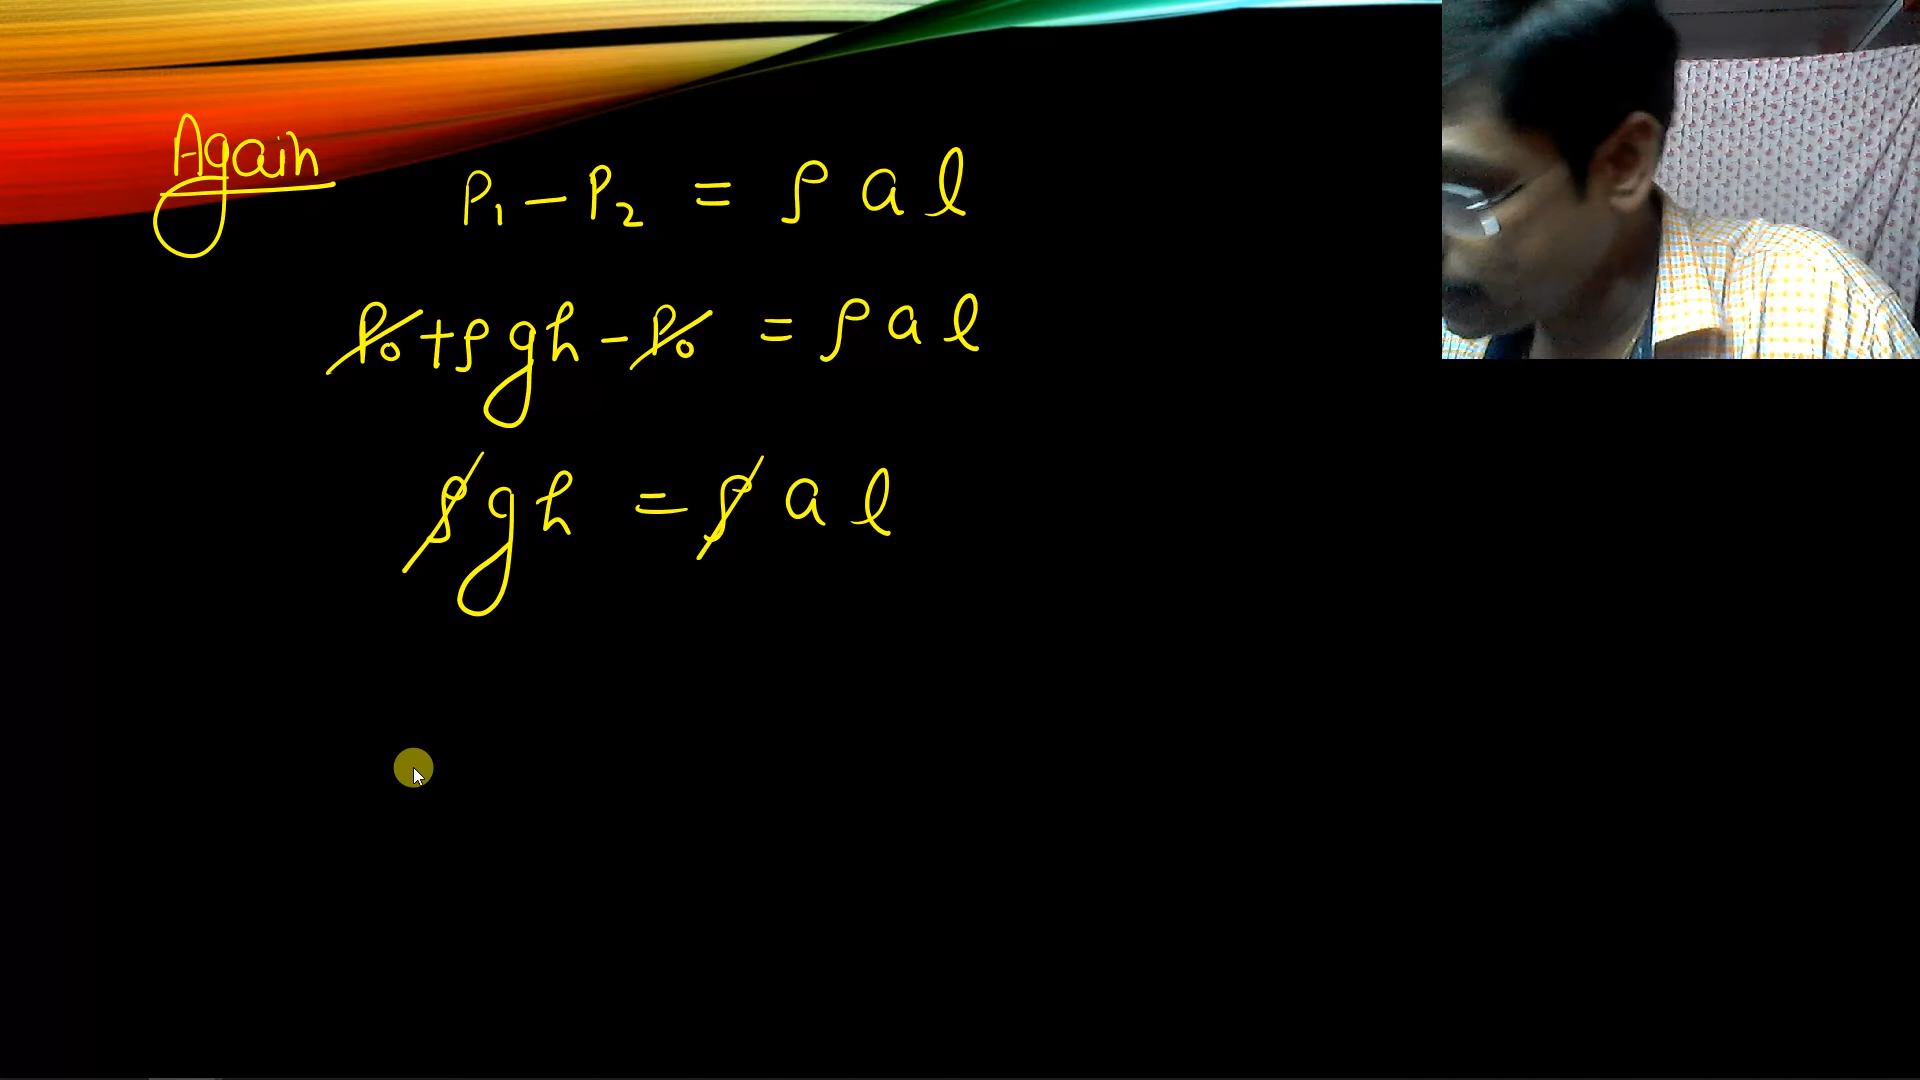 Again
P₁ - P₂ = ρ a l
P₀ + ρ g h - P₀ = ρ a l
ρ g h = ρ a l